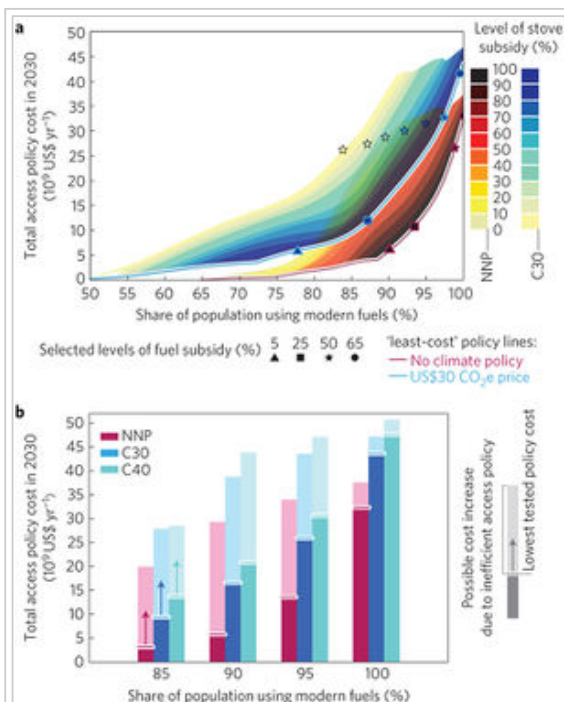 a
Level of stove
subsidy (%)
Total access policy cost in 2030
(10⁹ US$ yr⁻¹)
50
45
40
35
30
25
20
15
10
5
0
100
90
80
70
60
50
40
30
20
10
0
NNP
C30
50 55 60 65 70 75 80 85 90 95 100
Share of population using modern fuels (%)
Selected levels of fuel subsidy (%)
5 25 50 65
'least-cost' policy lines:
No climate policy
US$30 CO₂e price
b
Total access policy cost in 2030
(10⁹ US$ yr⁻¹)
50
45
40
35
30
25
20
15
10
5
0
NNP
C30
C40
85 90 95 100
Share of population using modern fuels (%)
Possible cost increase
due to inefficient access policy
Lowest tested policy cost